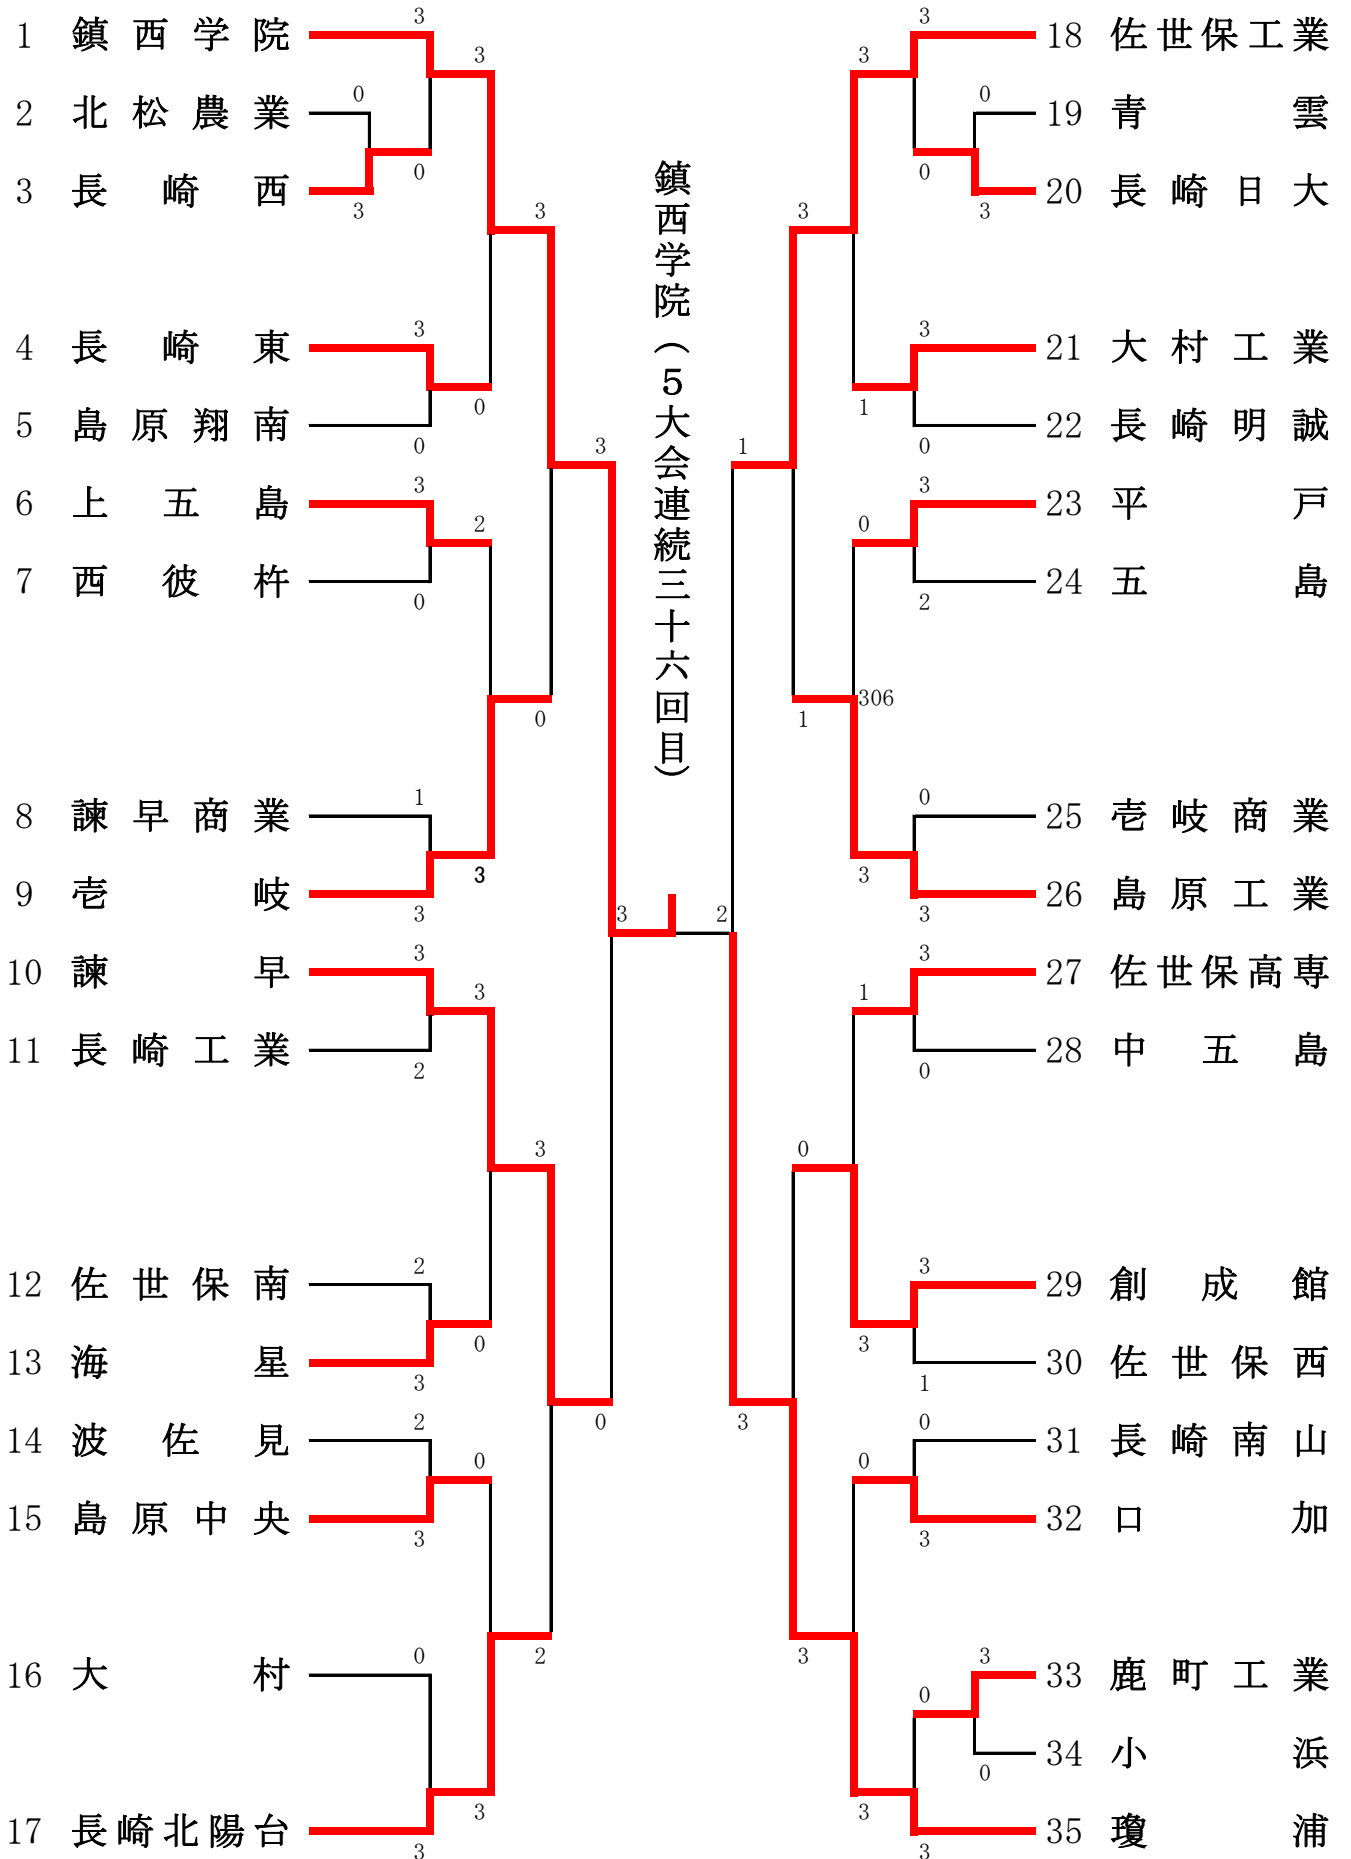 1 鎮西学院
2 北松農業
3 長崎西
4 長崎東
5 島原翔南
6 上五島
7 西彼杵
8 諫早商業
9 壱岐
10 諫早
11 長崎工業
12 佐世保南
13 海星
14 波佐見
15 島原中央
16 大村
17 長崎北陽台
3
0
3
0
3
3
0
3
0
1
3
3
2
2
3
2
3
0
3
3
0
2
3
3
0
0
3
3
0
3
2
3
0
3
2
鎮西学院（５大会連続三十六回目）
1
3
3
1
0
3
3
1
0
3
306
1
3
0
3
0
3
0
0
3
3
0
3
2
0
3
3
0
3
1
0
3
3
0
3
18 佐世保工業
19 青雲
20 長崎日大
21 大村工業
22 長崎明誠
23 平戸
24 五島
25 壱岐商業
26 島原工業
27 佐世保高専
28 中五島
29 創成館
30 佐世保西
31 長崎南山
32 口加
33 鹿町工業
34 小浜
35 瓊浦